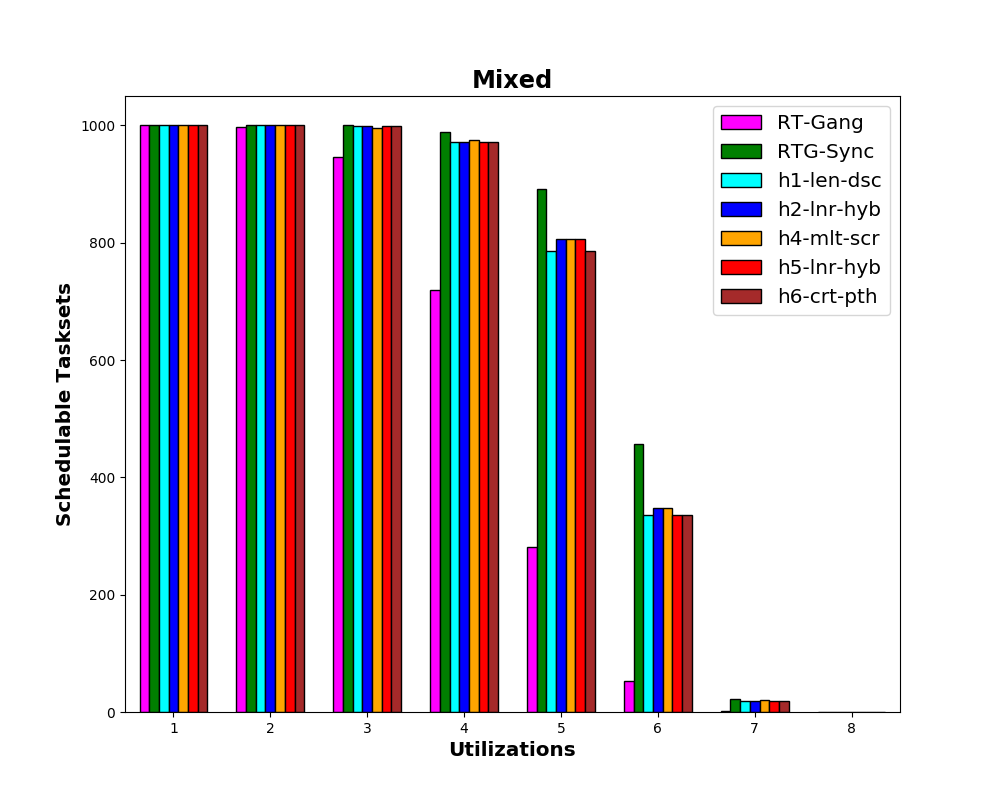 Mixed
Schedulable Tasksets
1000
800
600
400
200
0
RT-Gang
RTG-Sync
h1-len-dsc
h2-lnr-hyb
h4-mlt-scr
h5-lnr-hyb
h6-crt-pth
1 2 3 4 5 6 7 8
Utilizations